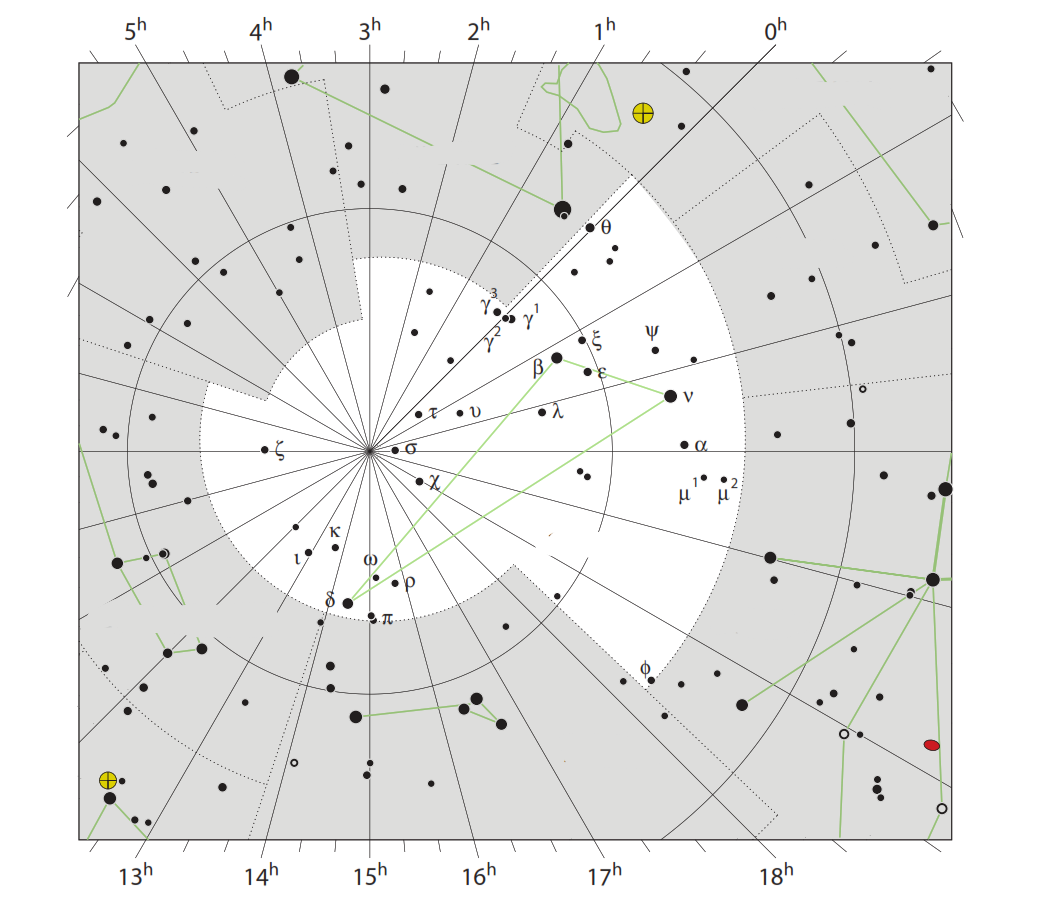 5h 4h 3h 2h 1h 0h
θ
γ3 γ1
γ2
ξ ψ
β ε
ν
τ υ λ
ζ σ α
χ μ1 μ2
κ
ι ω
ρ
δ π
ϕ
13h 14h 15h 16h 17h 18h